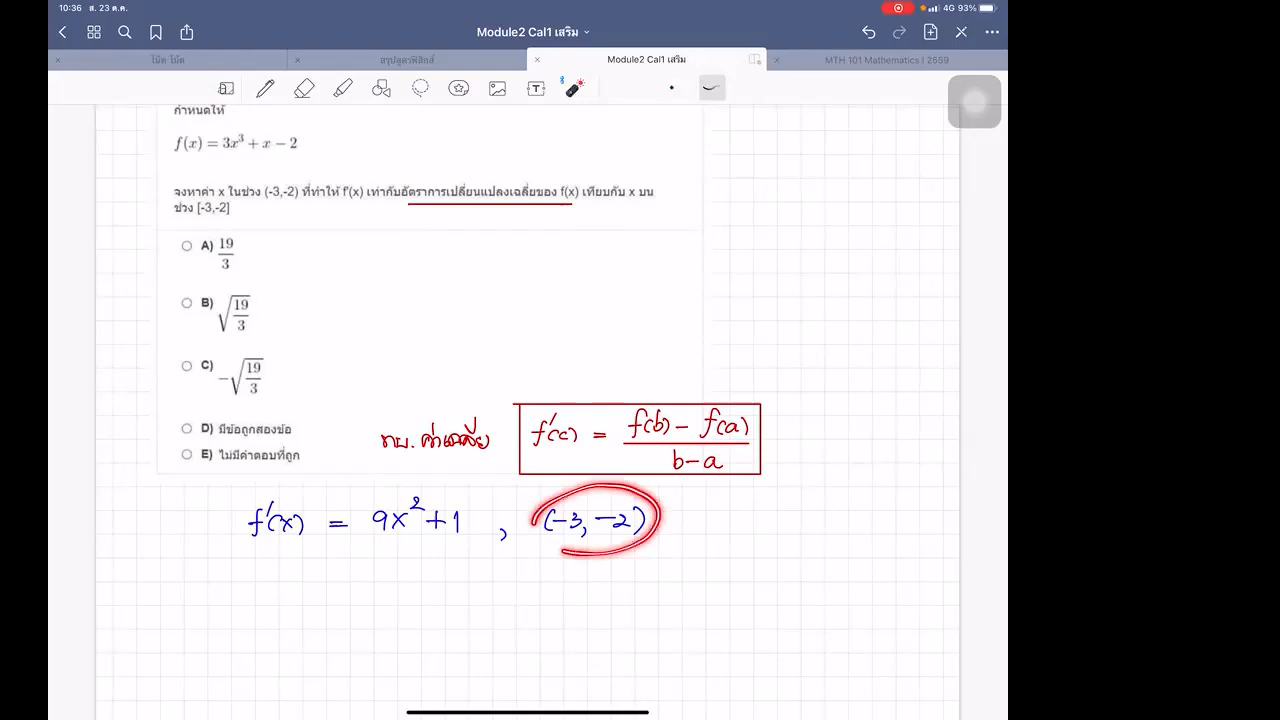 10:36 ส. 23 ต.ค.
4G 93%
Module2 Cal1 เสริม
โน๊ต โน๊ต
สรุปสูตรฟิสิกส์
Module2 Cal1 เสริม
MTH 101 Mathematics I 2559
กำหนดให้
f(x) = 3x³ + x − 2
จงหาค่า x ในช่วง (-3,-2) ที่ทำให้ f'(x) เท่ากับอัตราการเปลี่ยนแปลงเฉลี่ยของ f(x) เทียบกับ x บน
ช่วง [-3,-2]
A) 19/3
B) √(19/3)
C) −√(19/3)
D) มีข้อถูกสองข้อ
E) ไม่มีคำตอบที่ถูก
ทบ. ค่าเฉลี่ย f'(c) = (f(b) − f(a))/(b − a)
f'(x) = 9x² + 1 , (−3, −2)